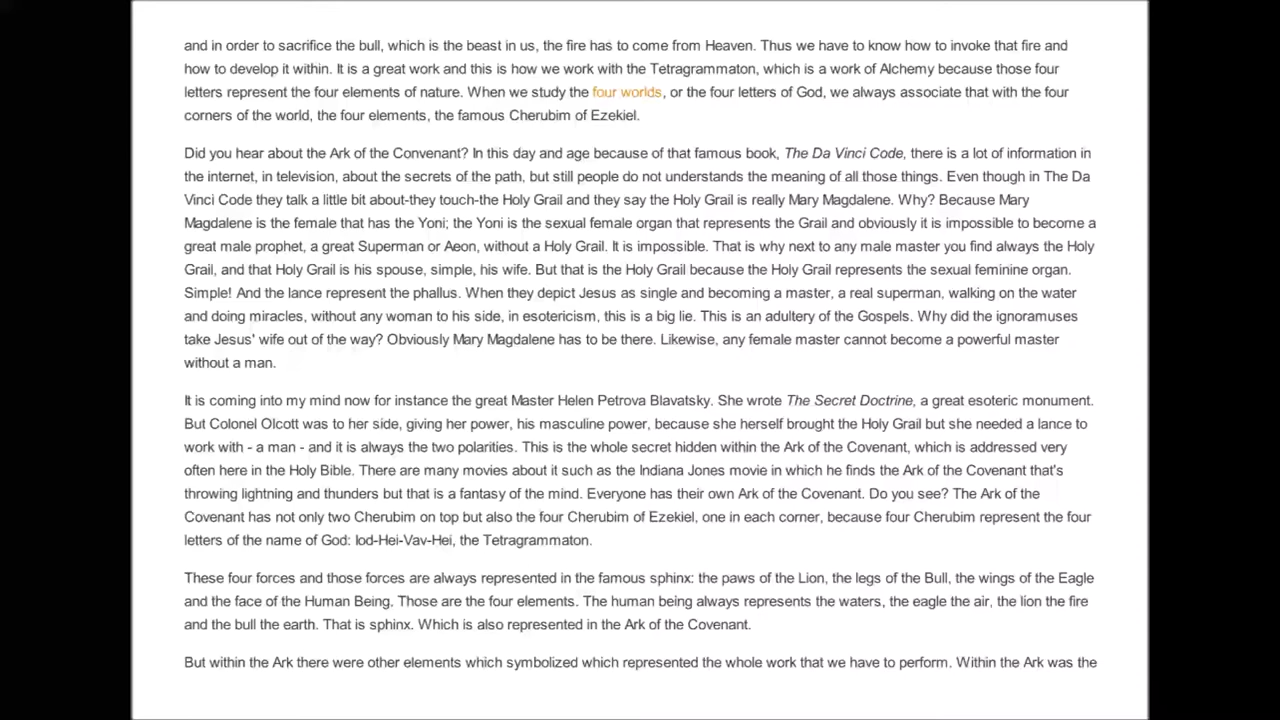 and in order to sacrifice the bull, which is the beast in us, the fire has to come from Heaven. Thus we have to know how to invoke that fire and
how to develop it within. It is a great work and this is how we work with the Tetragrammaton, which is a work of Alchemy because those four
letters represent the four elements of nature. When we study the four worlds, or the four letters of God, we always associate that with the four
corners of the world, the four elements, the famous Cherubim of Ezekiel.
Did you hear about the Ark of the Convenant? In this day and age because of that famous book, The Da Vinci Code, there is a lot of information in
the internet, in television, about the secrets of the path, but still people do not understands the meaning of all those things. Even though in The Da
Vinci Code they talk a little bit about-they touch-the Holy Grail and they say the Holy Grail is really Mary Magdalene. Why? Because Mary
Magdalene is the female that has the Yoni; the Yoni is the sexual female organ that represents the Grail and obviously it is impossible to become a
great male prophet, a great Superman or Aeon, without a Holy Grail. It is impossible. That is why next to any male master you find always the Holy
Grail, and that Holy Grail is his spouse, simple, his wife. But that is the Holy Grail because the Holy Grail represents the sexual feminine organ.
Simple! And the lance represent the phallus. When they depict Jesus as single and becoming a master, a real superman, walking on the water
and doing miracles, without any woman to his side, in esotericism, this is a big lie. This is an adultery of the Gospels. Why did the ignoramuses
take Jesus' wife out of the way? Obviously Mary Magdalene has to be there. Likewise, any female master cannot become a powerful master
without a man.
It is coming into my mind now for instance the great Master Helen Petrova Blavatsky. She wrote The Secret Doctrine, a great esoteric monument.
But Colonel Olcott was to her side, giving her power, his masculine power, because she herself brought the Holy Grail but she needed a lance to
work with - a man - and it is always the two polarities. This is the whole secret hidden within the Ark of the Covenant, which is addressed very
often here in the Holy Bible. There are many movies about it such as the Indiana Jones movie in which he finds the Ark of the Covenant that's
throwing lightning and thunders but that is a fantasy of the mind. Everyone has their own Ark of the Covenant. Do you see? The Ark of the
Covenant has not only two Cherubim on top but also the four Cherubim of Ezekiel, one in each corner, because four Cherubim represent the four
letters of the name of God: Iod-Hei-Vav-Hei, the Tetragrammaton.
These four forces and those forces are always represented in the famous sphinx: the paws of the Lion, the legs of the Bull, the wings of the Eagle
and the face of the Human Being. Those are the four elements. The human being always represents the waters, the eagle the air, the lion the fire
and the bull the earth. That is sphinx. Which is also represented in the Ark of the Covenant.
But within the Ark there were other elements which symbolized which represented the whole work that we have to perform. Within the Ark was the